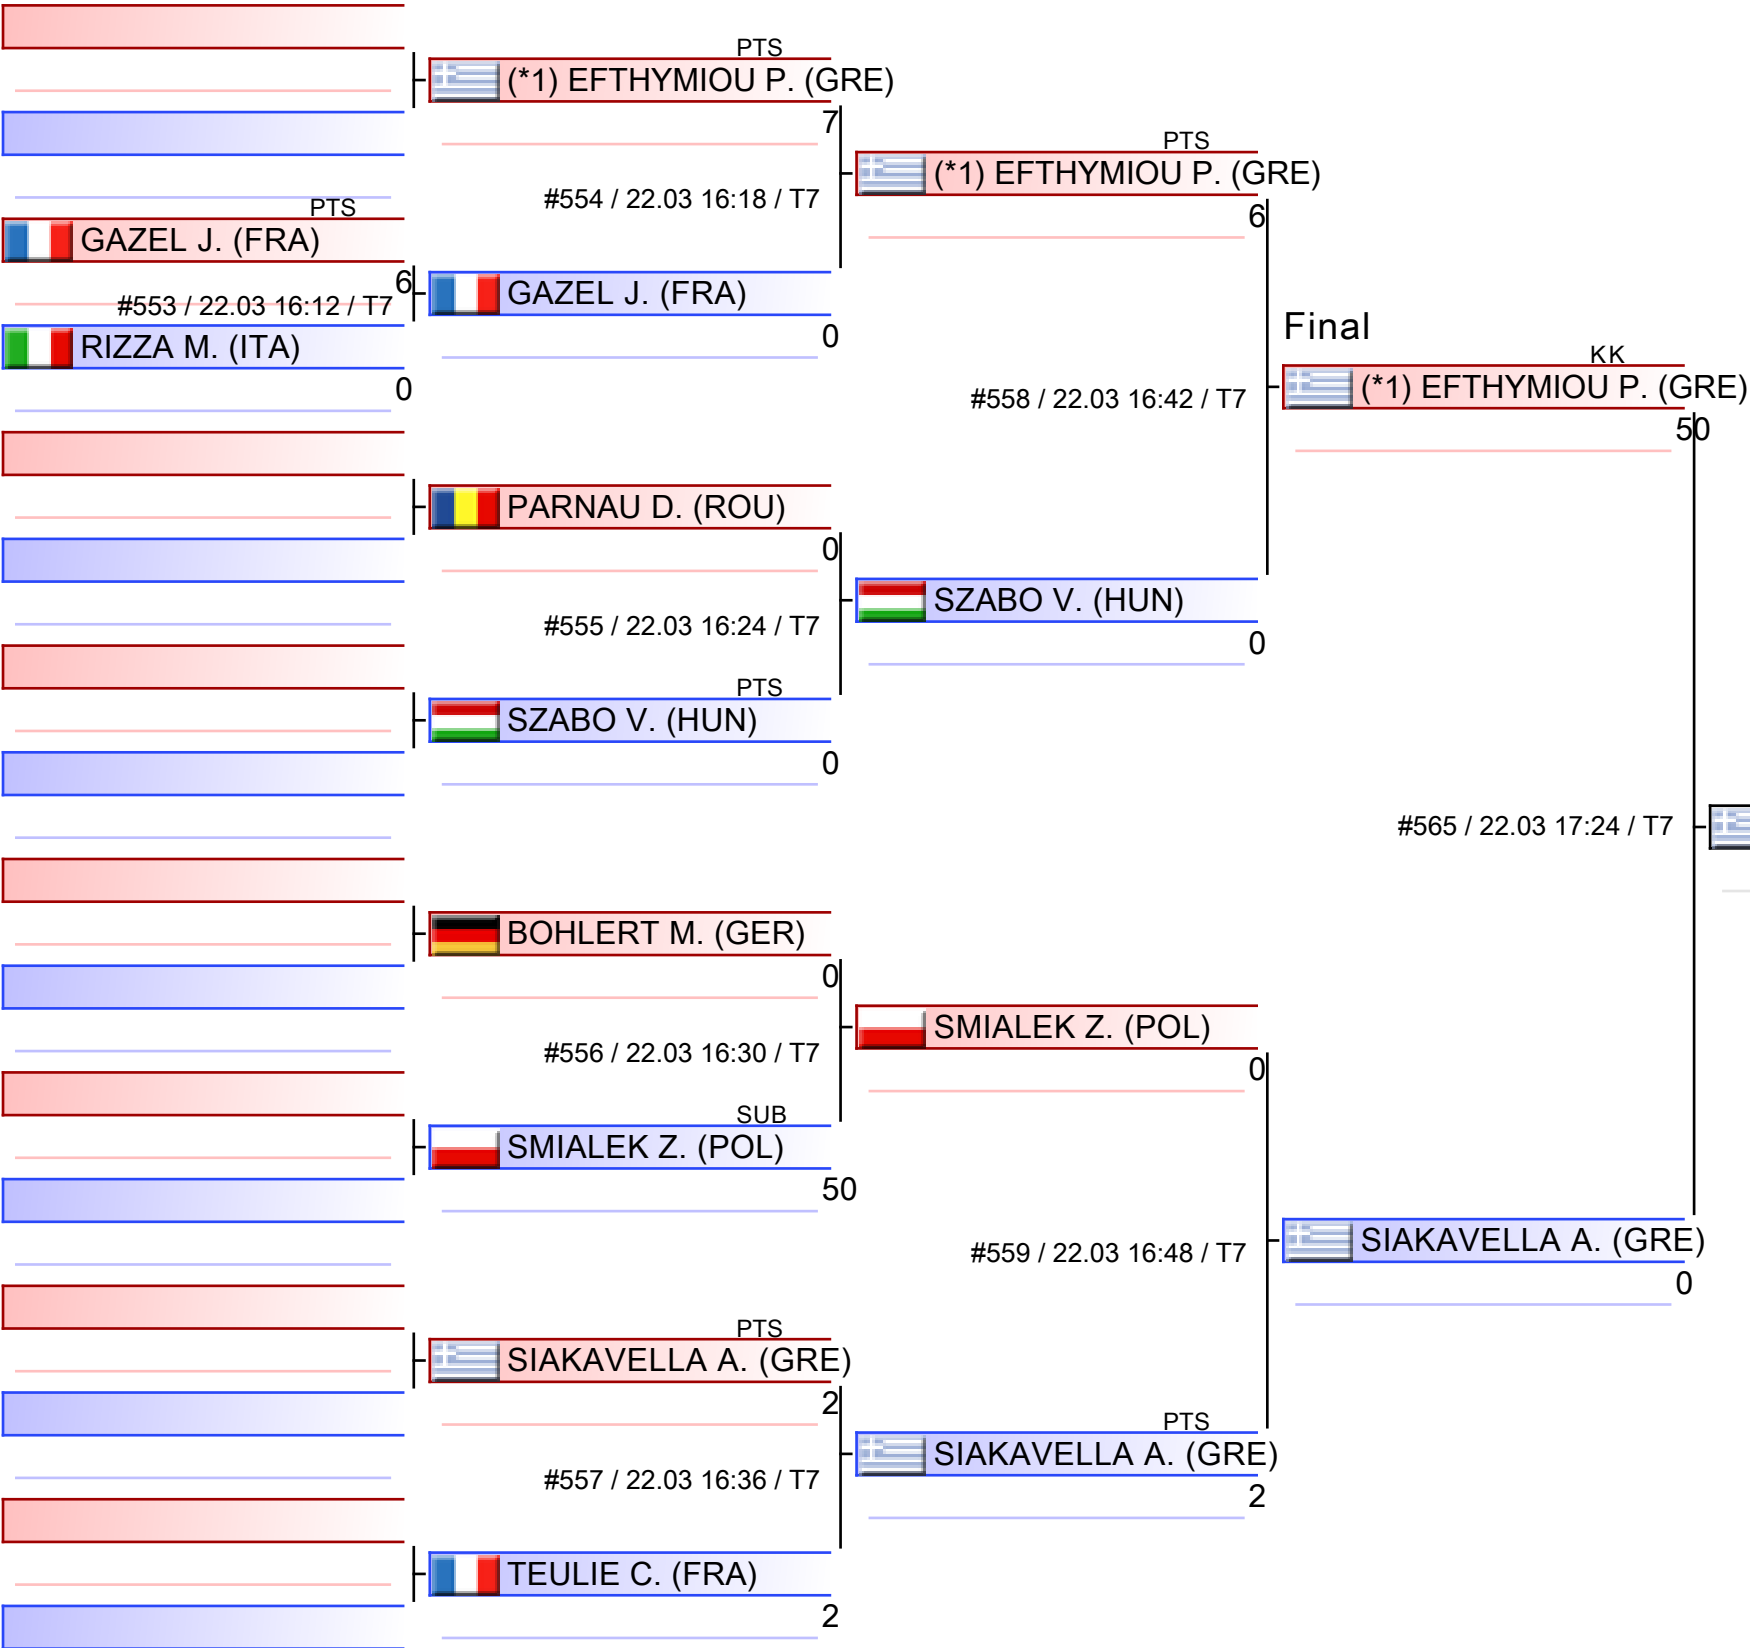 PTS
(*1) EFTHYMIOU P. (GRE)
7
#554 / 22.03 16:18 / T7
PTS
(*1) EFTHYMIOU P. (GRE)
6
PTS
GAZEL J. (FRA)
6
#553 / 22.03 16:12 / T7
RIZZA M. (ITA)
0
GAZEL J. (FRA)
0
#558 / 22.03 16:42 / T7
Final
KK
(*1) EFTHYMIOU P. (GRE)
50
PARNAU D. (ROU)
0
#555 / 22.03 16:24 / T7
SZABO V. (HUN)
0
PTS
SZABO V. (HUN)
0
#565 / 22.03 17:24 / T7
BOHLERT M. (GER)
0
#556 / 22.03 16:30 / T7
SMIALEK Z. (POL)
0
SUB
SMIALEK Z. (POL)
50
#559 / 22.03 16:48 / T7
SIAKAVELLA A. (GRE)
0
PTS
SIAKAVELLA A. (GRE)
2
#557 / 22.03 16:36 / T7
PTS
SIAKAVELLA A. (GRE)
2
TEULIE C. (FRA)
2